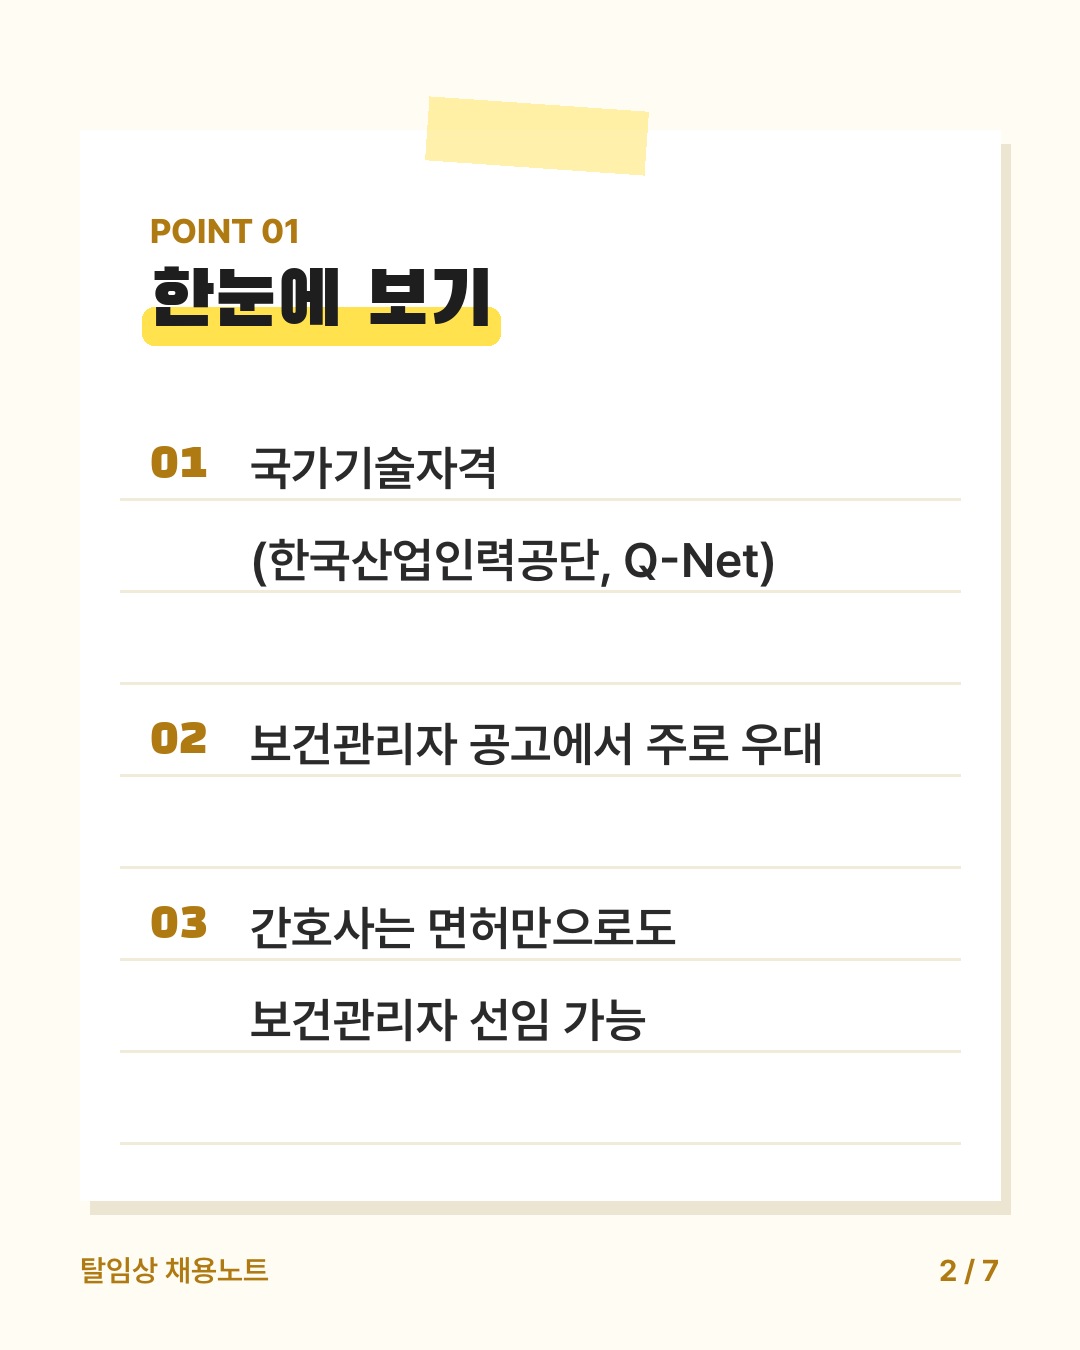 POINT 01
한눈에 보기
01 국가기술자격
(한국산업인력공단, Q-Net)
02 보건관리자 공고에서 주로 우대
03 간호사는 면허만으로도
보건관리자 선임 가능
탈임상 채용노트
2 / 7